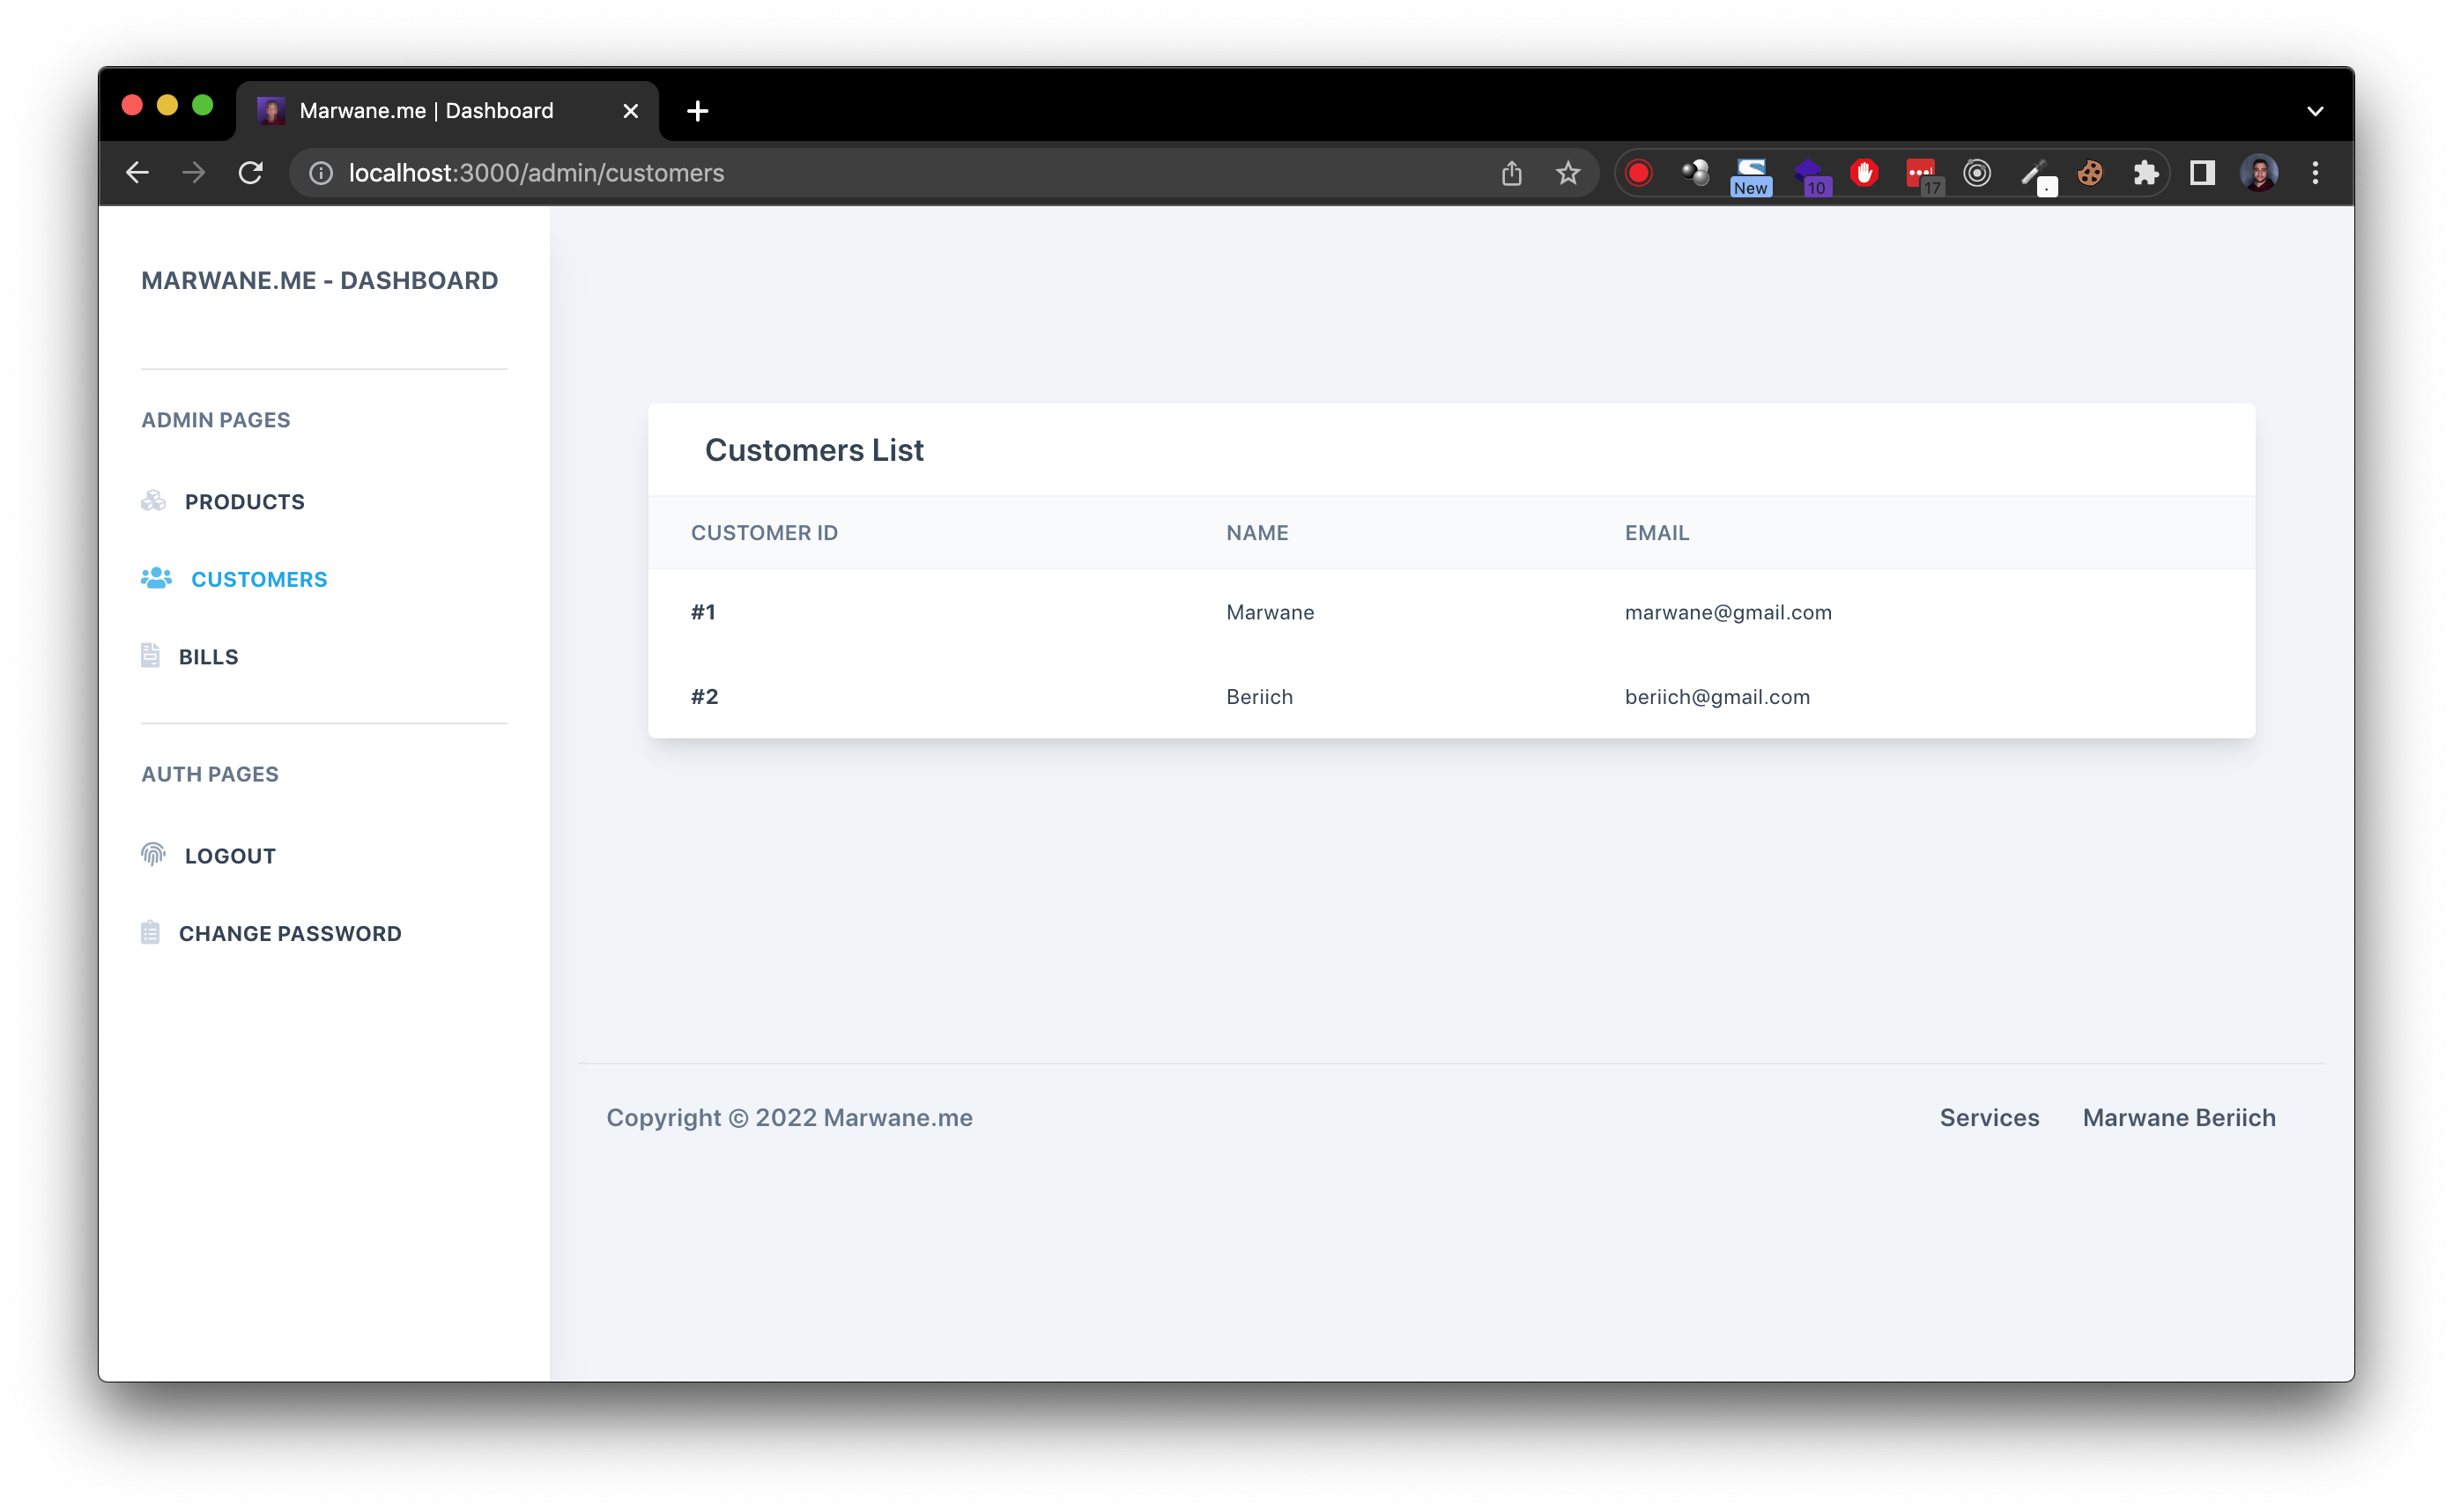 Marwane.me | Dashboard
localhost:3000/admin/customers
New
10
17
MARWANE.ME - DASHBOARD
ADMIN PAGES
PRODUCTS
CUSTOMERS
BILLS
AUTH PAGES
LOGOUT
CHANGE PASSWORD
Customers List
CUSTOMER ID NAME EMAIL
#1 Marwane marwane@gmail.com
#2 Beriich beriich@gmail.com
Copyright © 2022 Marwane.me Services Marwane Beriich